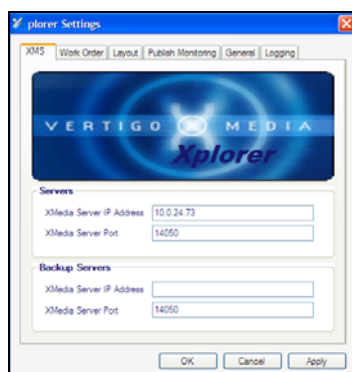 plorer Settings
XMS Work Order Layout Publish Monitoring General Logging
VERTIGO X MEDIA
Xplorer
Servers
XMedia Server IP Address 10.0.24.73
XMedia Server Port 14050
Backup Servers
XMedia Server IP Address
XMedia Server Port 14050
OK Cancel Apply